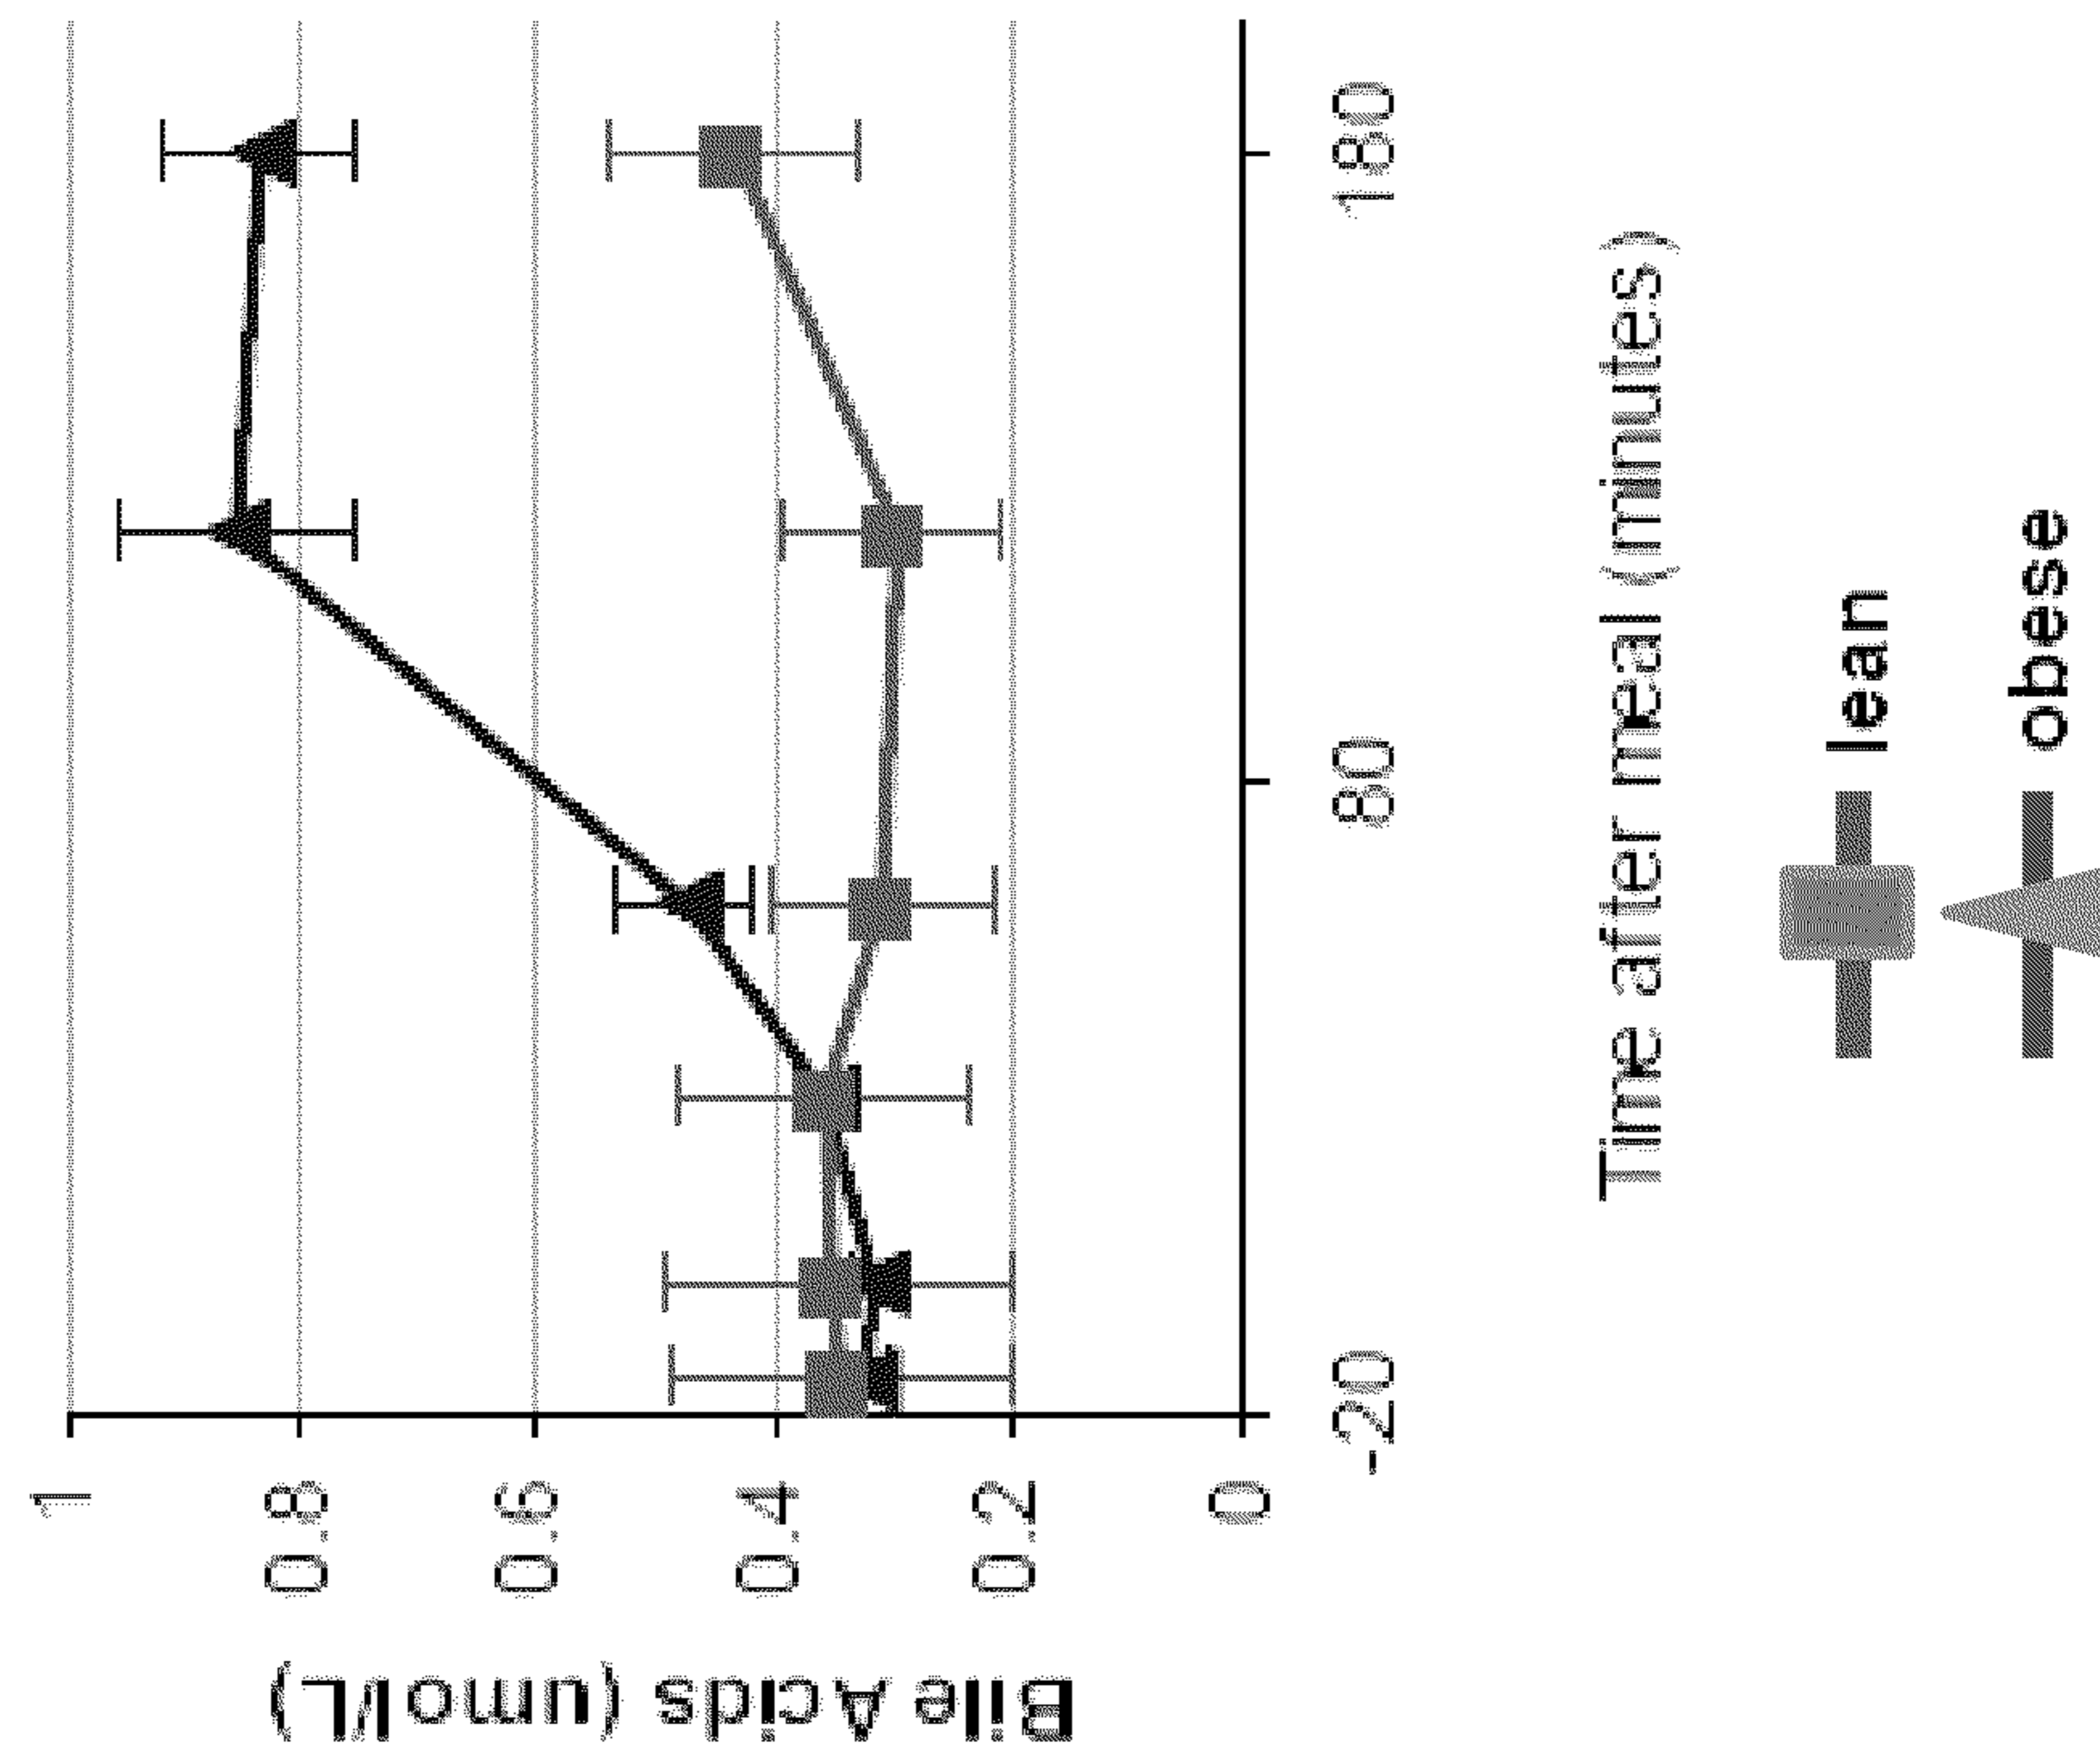 Bile Acids (umol/L)
1
0.8
0.6
0.4
0.2
0
-20
80
180
Time after meal (minutes)
lean
obese